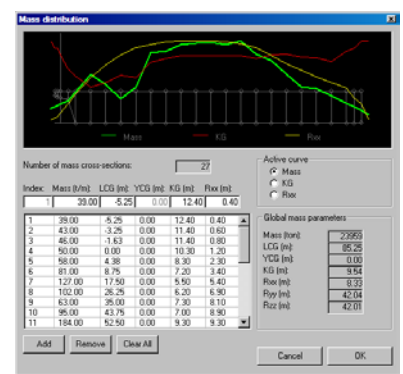 Mass distribution
Mass KG Rxx
Number of mass cross-sections: 27
Index: Mass (t/m): LCG (m): YCG (m): KG (m): Rxx (m):
1 39.00 -5.25 0.00 12.40 0.40
1 39.00 -5.25 0.00 12.40 0.40
2 43.00 -3.25 0.00 11.40 0.60
3 46.00 -1.63 0.00 11.40 0.80
4 50.00 0.00 0.00 10.30 1.20
5 58.00 4.38 0.00 8.30 2.30
6 81.00 8.75 0.00 7.20 3.40
7 127.00 17.50 0.00 5.50 5.40
8 102.00 26.25 0.00 6.20 6.90
9 63.00 35.00 0.00 7.30 8.10
10 95.00 43.75 0.00 7.00 8.90
11 184.00 52.50 0.00 9.30 9.30
Add Remove Clear All
Active curve
Mass
KG
Rxx
Global mass parameters
Mass (ton): 23959
LCG (m): 85.25
YCG (m): 0.00
KG (m): 9.54
Rxx (m): 8.33
Ryy (m): 42.04
Rzz (m): 42.01
Cancel OK